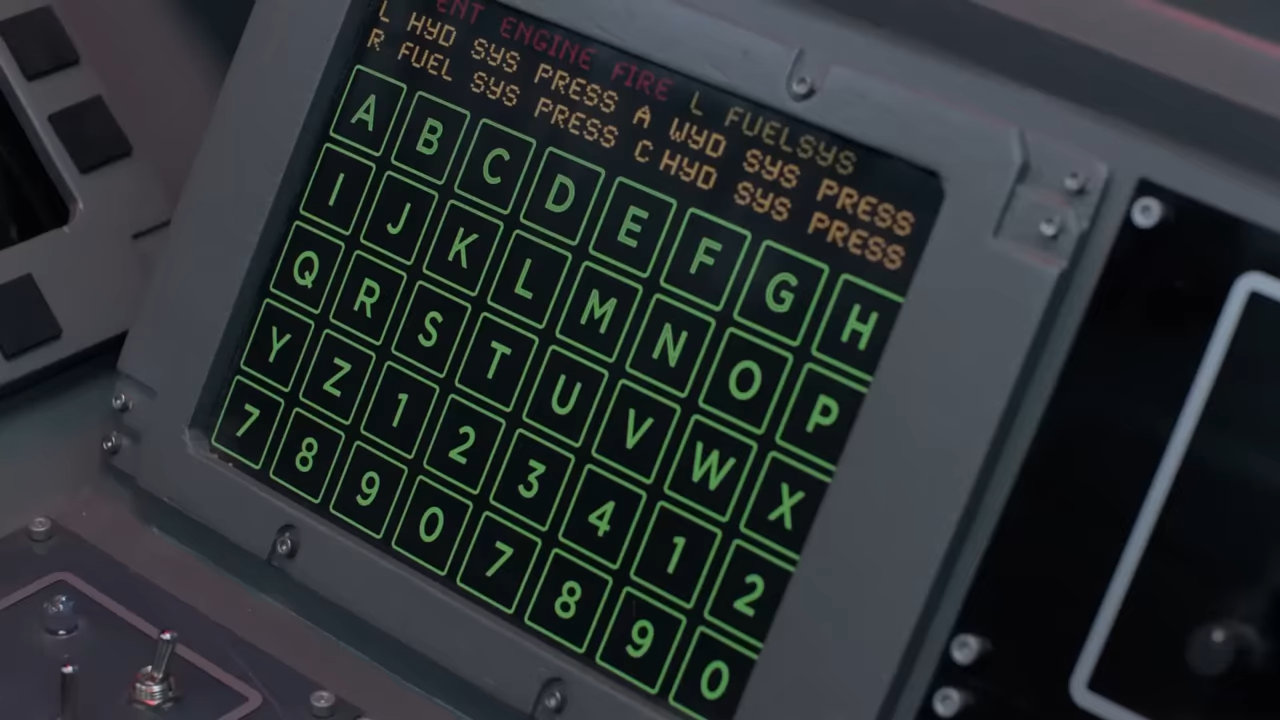 ENT ENGINE FIRE L FUELSYS
L HYD SYS PRESS A WYD SYS PRESS
R FUEL SYS PRESS C HYD SYS PRESS
A B C D E F G H
I J K L M N O P
Q R S T U V W X
Y Z 1 2 3 4 1 2
7 8 9 0 7 8 9 0